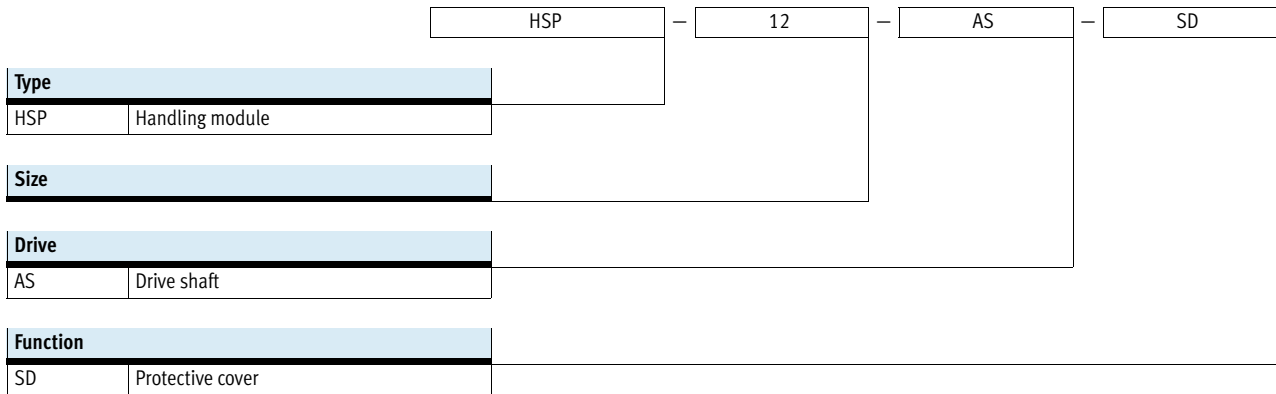 HSP – 12 – AS – SD
Type
HSP Handling module
Size
Drive
AS Drive shaft
Function
SD Protective cover